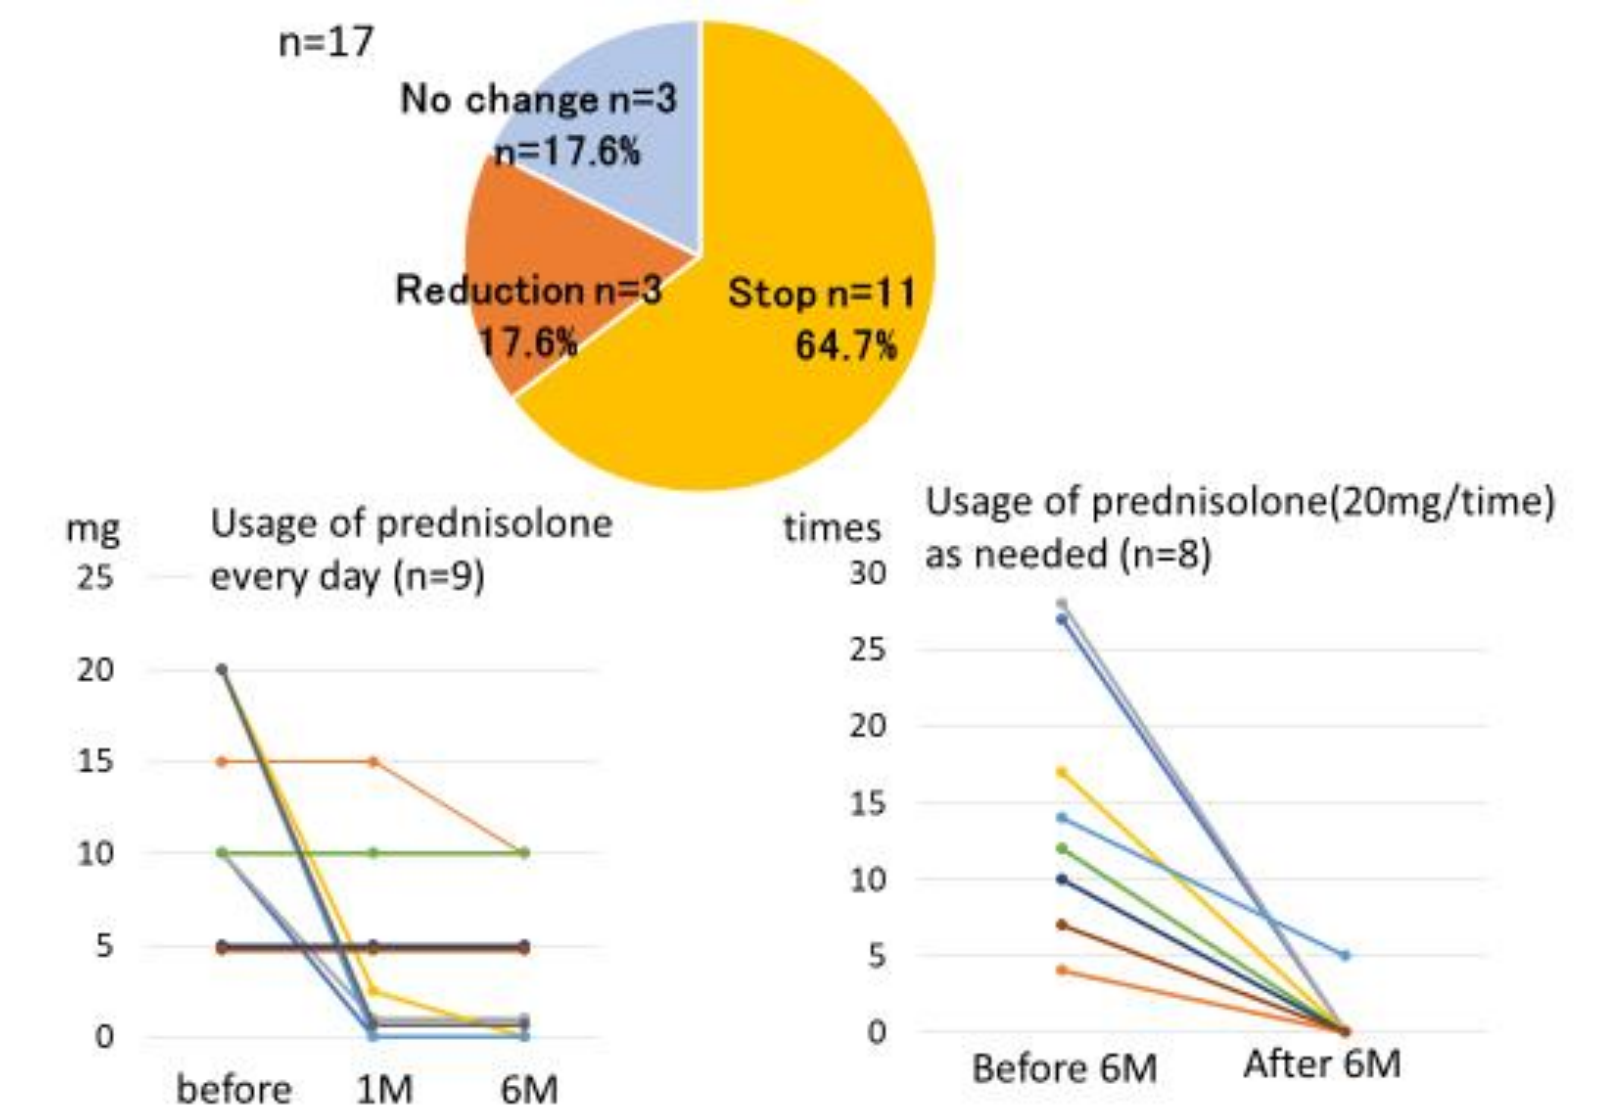 n=17
No change n=3
n=17.6%
Reduction n=3
17.6%
Stop n=11
64.7%
mg
Usage of prednisolone
every day (n=9)
25
20
15
10
5
0
before 1M 6M
times
Usage of prednisolone(20mg/time)
as needed (n=8)
30
25
20
15
10
5
0
Before 6M After 6M